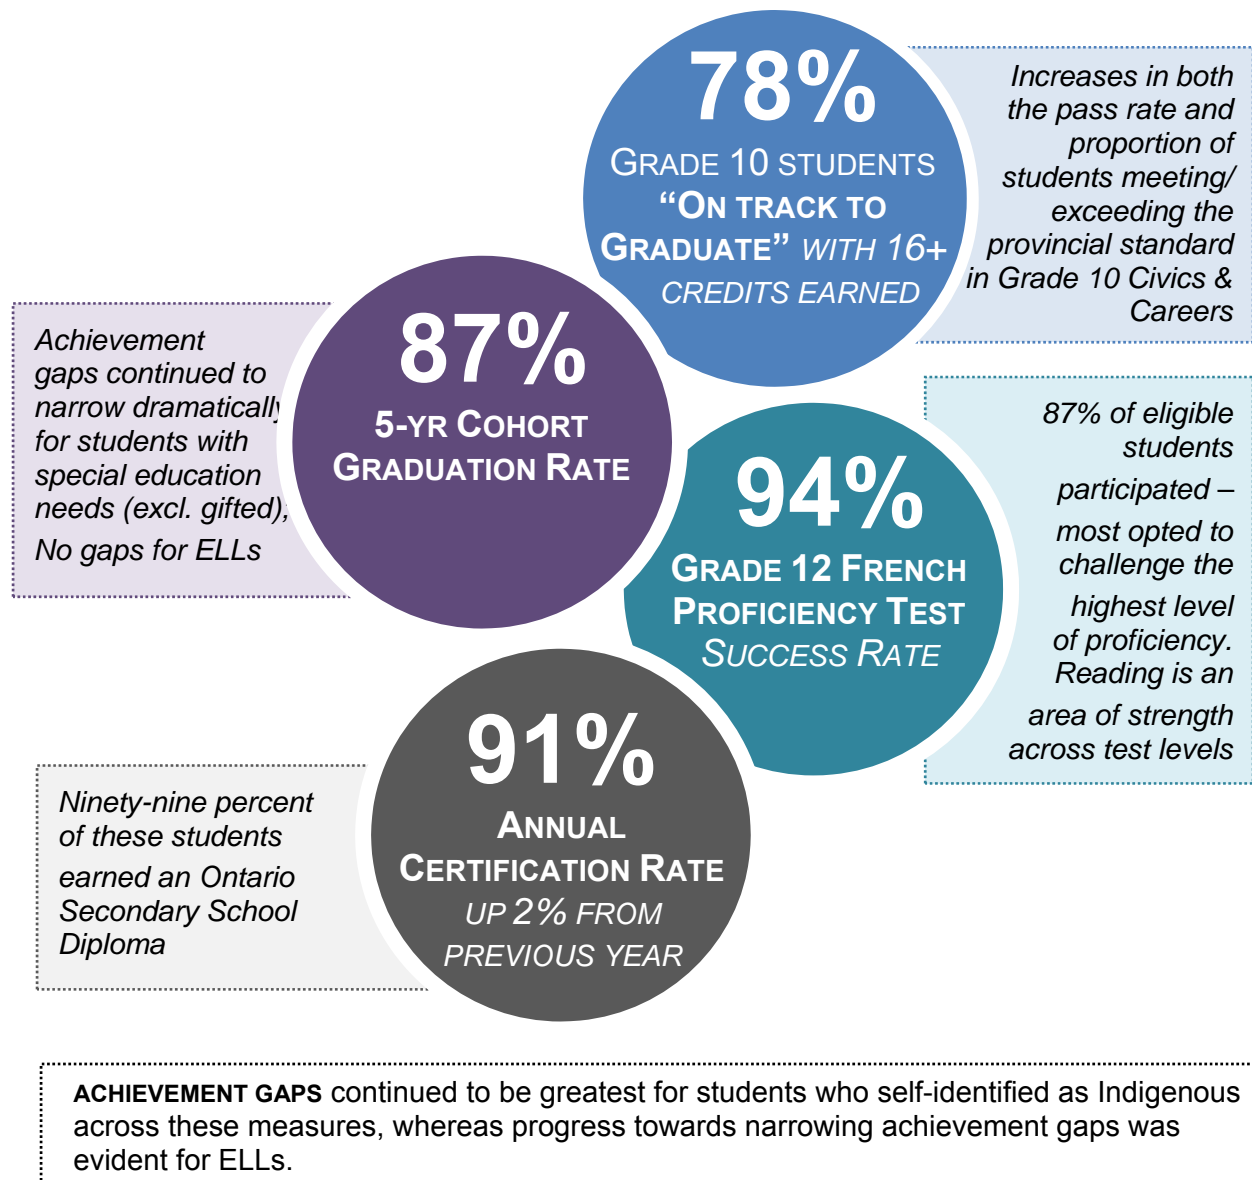 78%
GRADE 10 STUDENTS
“ON TRACK TO
GRADUATE” WITH 16+
CREDITS EARNED
Increases in both
the pass rate and
proportion of
students meeting/
exceeding the
provincial standard
in Grade 10 Civics &
Careers
87%
5-YR COHORT
GRADUATION RATE
Achievement
gaps continued to
narrow dramatically
for students with
special education
needs (excl. gifted);
No gaps for ELLs
94%
GRADE 12 FRENCH
PROFICIENCY TEST
SUCCESS RATE
87% of eligible
students
participated –
most opted to
challenge the
highest level
of proficiency.
Reading is an
area of strength
across test levels
91%
ANNUAL
CERTIFICATION RATE
UP 2% FROM
PREVIOUS YEAR
Ninety-nine percent
of these students
earned an Ontario
Secondary School
Diploma
ACHIEVEMENT GAPS continued to be greatest for students who self-identified as Indigenous
across these measures, whereas progress towards narrowing achievement gaps was
evident for ELLs.